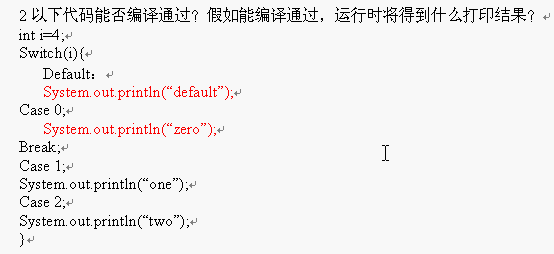 2 以下代码能否编译通过？假如能编译通过，运行时将得到什么打印结果？
int i=4;
Switch(i){
Default：
System.out.println(“default”);
Case 0;
System.out.println(“zero”);
Break;
Case 1;
System.out.println(“one”);
Case 2;
System.out.println(“two”);
}